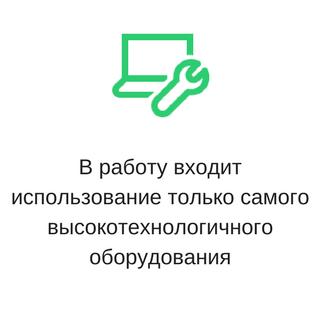 В работу входит
использование только самого
высокотехнологичного
оборудования